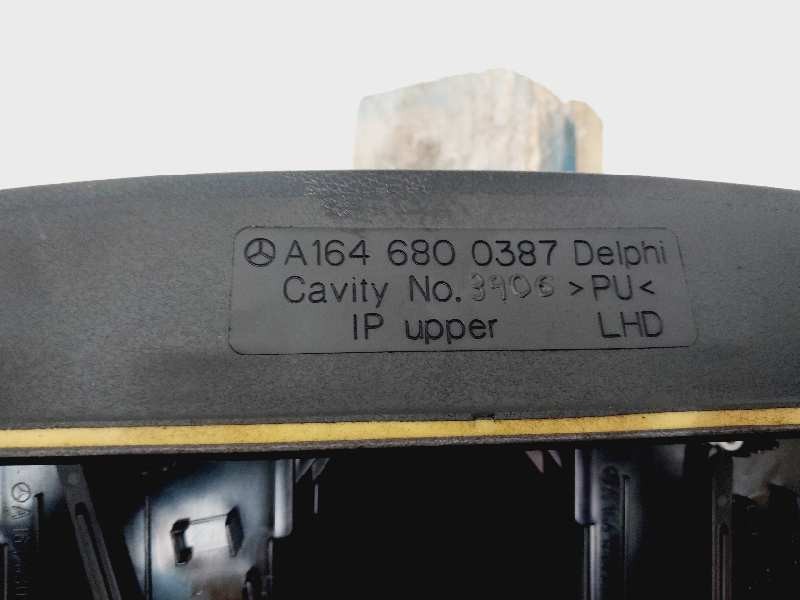 A164 680 0387 Delphi
Cavity No. 3906 >PU<
IP upper LHD